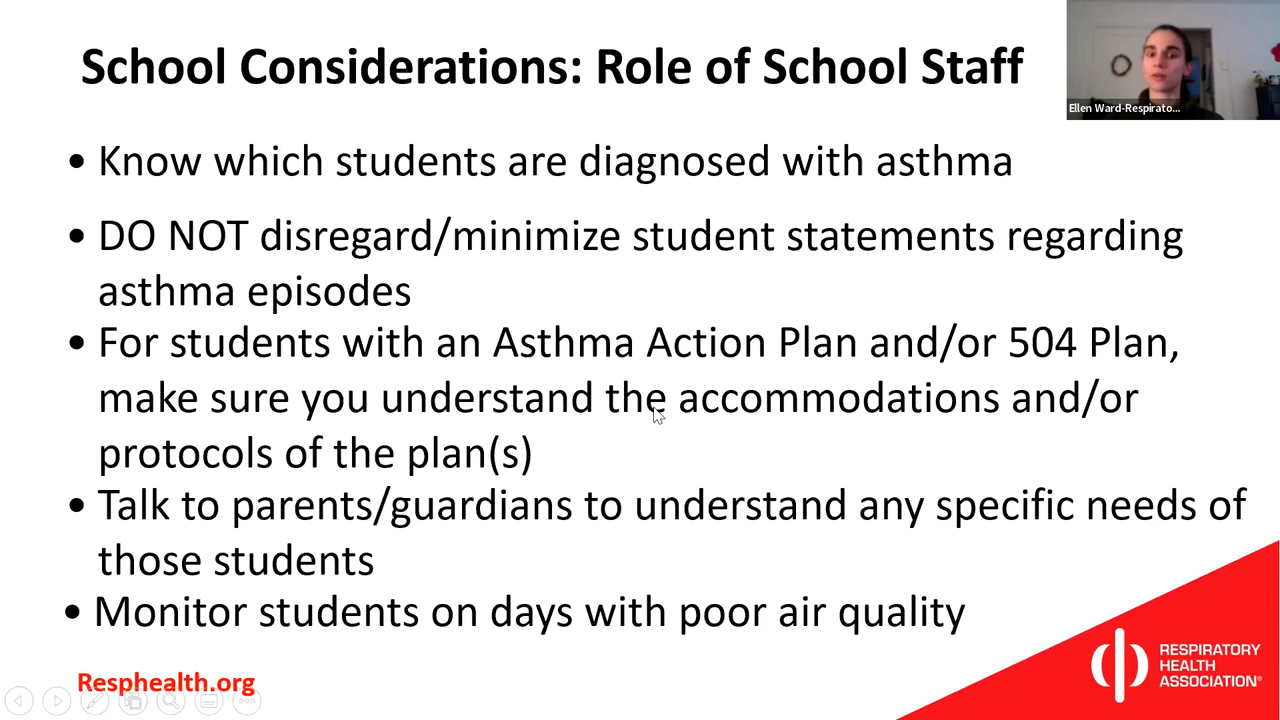 School Considerations: Role of School Staff
Ellen Ward-Respirato...
• Know which students are diagnosed with asthma
• DO NOT disregard/minimize student statements regarding
asthma episodes
• For students with an Asthma Action Plan and/or 504 Plan,
make sure you understand the accommodations and/or
protocols of the plan(s)
• Talk to parents/guardians to understand any specific needs of
those students
• Monitor students on days with poor air quality
Resphealth.org
RESPIRATORY
HEALTH
ASSOCIATION®